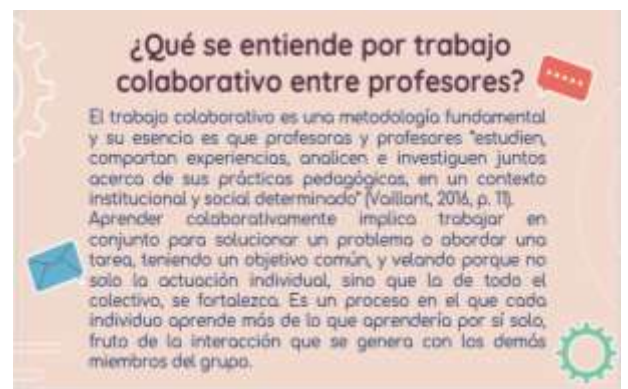 ¿Qué se entiende por trabajo
colaborativo entre profesores?
El trabajo colaborativo es una metodología fundamental
y su esencia es que profesoras y profesores "estudien,
compartan experiencias, analicen e investiguen juntos
acerca de sus prácticas pedagógicas, en un contexto
institucional y social determinado" (Vaillant, 2016, p. 11).
Aprender colaborativamente implica trabajar en
conjunto para solucionar un problema o abordar una
tarea, teniendo un objetivo común, y velando porque no
solo la actuación individual, sino que la de todo el
colectivo, se fortalezca. Es un proceso en el que cada
individuo aprende más de lo que aprendería por sí solo,
fruto de la interacción que se genera con los demás
miembros del grupo.